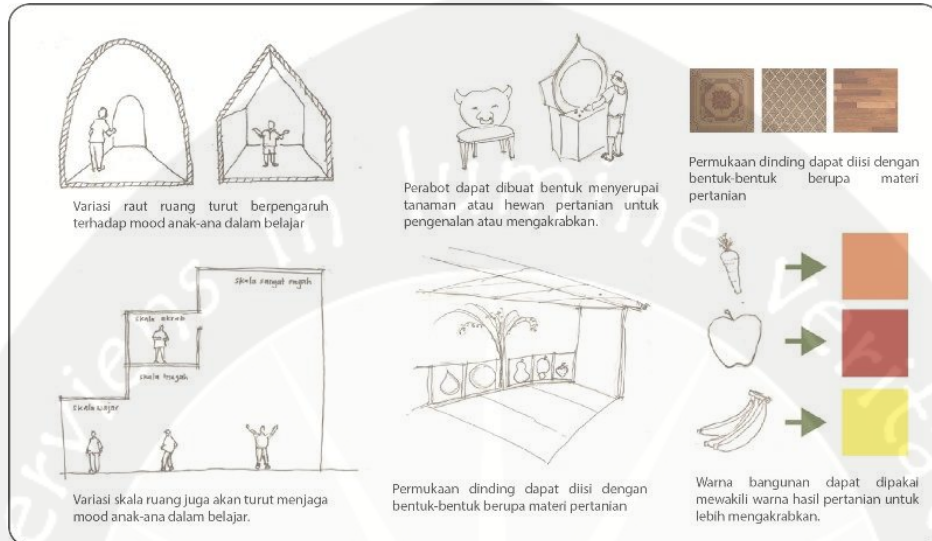 Variasi raut ruang turut berpengaruh
terhadap mood anak-ana dalam belajar
Perabot dapat dibuat bentuk menyerupai
tanaman atau hewan pertanian untuk
pengenalan atau mengakrabkan.
Permukaan dinding dapat diisi dengan
bentuk-bentuk berupa materi
pertanian
skala sangat megah
skala akrab
skala megah
skala wajar
Variasi skala ruang juga akan turut menjaga
mood anak-ana dalam belajar.
Permukaan dinding dapat diisi dengan
bentuk-bentuk berupa materi pertanian
Warna bangunan dapat dipakai
mewakili warna hasil pertanian untuk
lebih mengakrabkan.
serviens in lumine veritatis